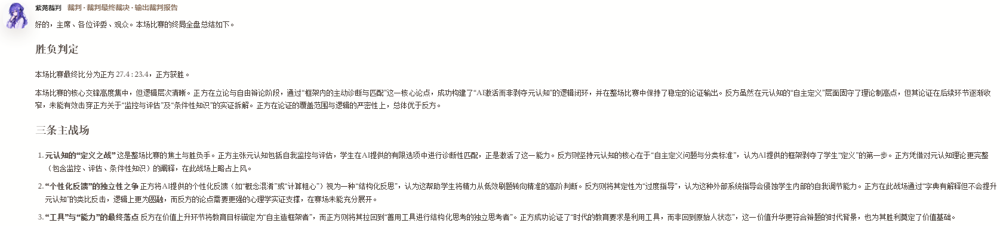 紫苑裁判 裁判 · 裁判最终裁决 · 输出裁判报告
好的，主席、各位评委、观众。本场比赛的终局全盘总结如下。
胜负判定
本场比赛最终比分为正方 27.4 : 23.4，正方获胜。
本场比赛的核心交锋高度集中，但逻辑层次清晰。正方在立论与自由辩论阶段，通过“框架内的主动诊断与匹配”这一核心论点，成功构建了“AI激活而非剥夺元认知”的逻辑闭环，并在整场比赛中保持了稳定的论证输出。反方虽然在元认知的“自主定义”层面固守了理论制高点，但其论证在后续环节逐渐收
窄，未能有效击穿正方关于“监控与评估”及“条件性知识”的实证拆解。正方在论证的覆盖范围与逻辑的严密性上，总体优于反方。
三条主战场
1. 元认知的“定义之战” 这是整场比赛的焦土与胜负手。正方主张元认知包括自我监控与评估，学生在AI提供的有限选项中进行诊断性匹配，正是激活了这一能力。反方则坚持元认知的核心在于“自主定义问题与分类标准”，认为AI提供的框架剥夺了学生“定义”的第一步。正方凭借对元认知理论更完整
（包含监控、评估、条件性知识）的阐释，在此战场上略占上风。
2. “个性化反馈”的独立性之争 正方将AI提供的个性化反馈（如“概念混淆”或“计算粗心”）视为一种“结构化反思”，认为这帮助学生将精力从低效刷题转向精准的高阶判断。反方则将其定性为“过度指导”，认为这种外部系统指导会侵蚀学生内部的自我调节能力。正方在此战场通过“字典有解释但不会提升
元认知”的类比反击，逻辑上更为圆融，而反方的论点需要更强的心理学实证支撑，在赛场未能充分展开。
3. “工具”与“能力”的最终落点 反方在价值上升环节将教育目标锚定为“自主造框架者”，而正方则将其拉回到“善用工具进行结构化思考的独立思考者”。正方成功论证了“时代的教育要求是利用工具，而非回到原始人状态”，这一价值升华更符合辩题的时代背景，也为其胜利奠定了价值基础。